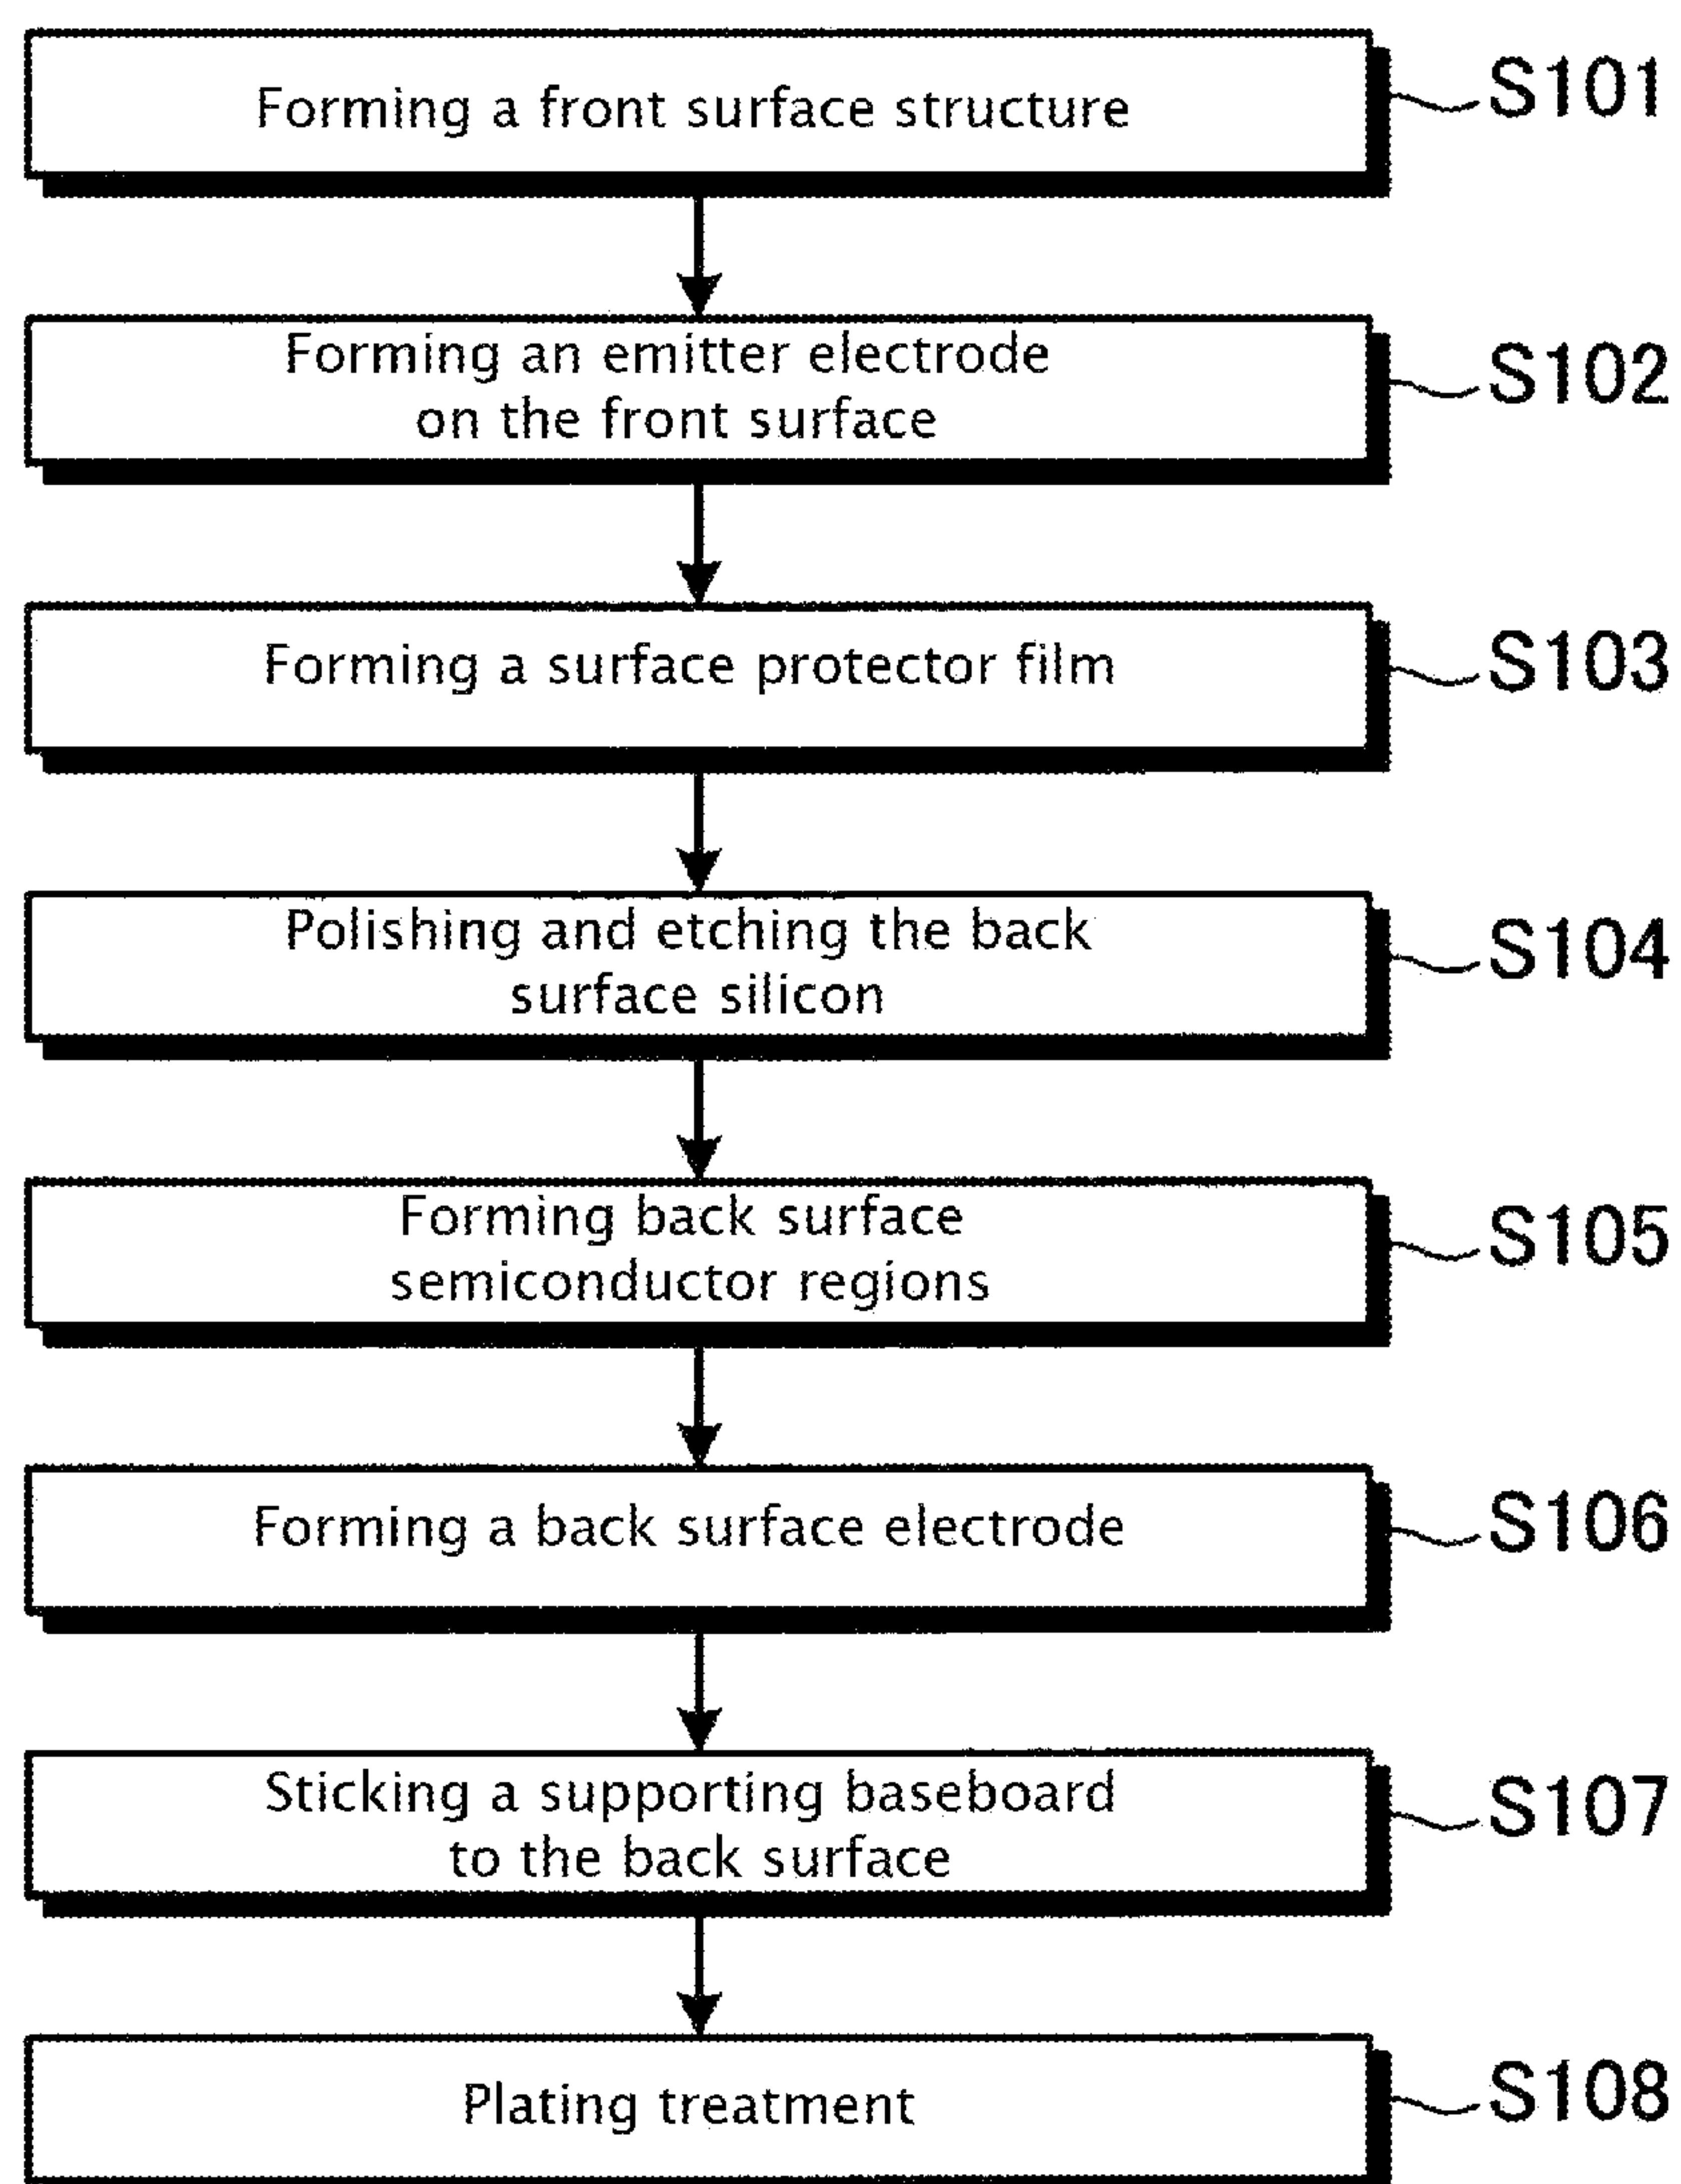 Forming a front surface structure
S101
Forming an emitter electrode
on the front surface
S102
Forming a surface protector film
S103
Polishing and etching the back
surface silicon
S104
Forming back surface
semiconductor regions
S105
Forming a back surface electrode
S106
Sticking a supporting baseboard
to the back surface
S107
Plating treatment
S108